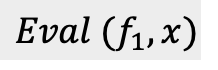 Eval (f₁, x)